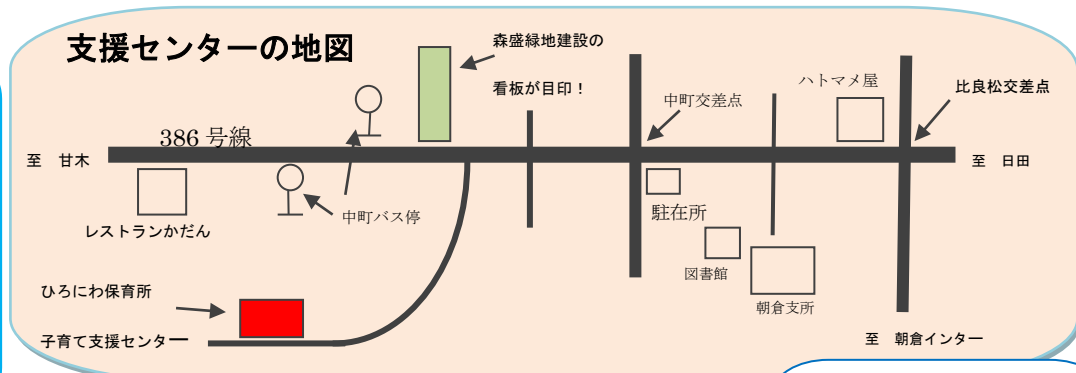 支援センターの地図
森盛緑地建設の
看板が目印！
ハトマメ屋
比良松交差点
中町交差点
386 号線
至　甘木
至　日田
中町バス停
駐在所
レストランかだん
図書館
朝倉支所
ひろにわ保育所
子育て支援センター
至　朝倉インター